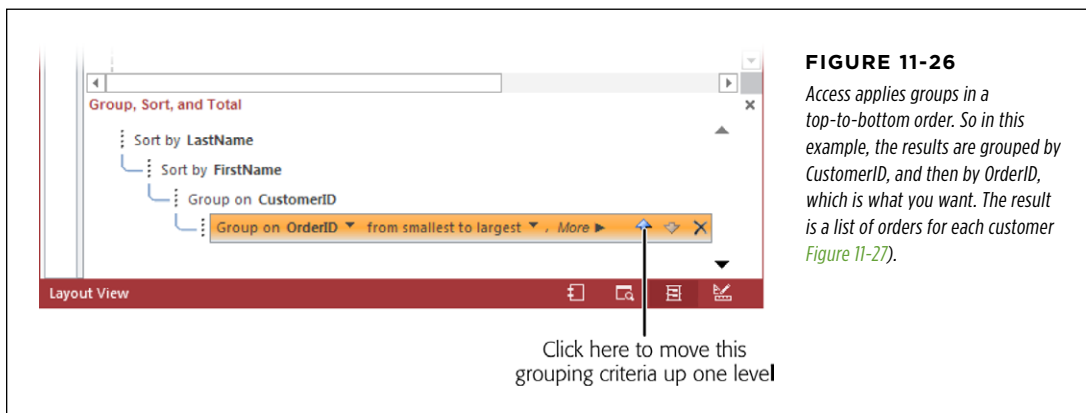 Group, Sort, and Total
Sort by LastName
Sort by FirstName
Group on CustomerID
Group on OrderID from smallest to largest , More
Layout View
Click here to move this
grouping criteria up one level
FIGURE 11-26
Access applies groups in a
top-to-bottom order. So in this
example, the results are grouped by
CustomerID, and then by OrderID,
which is what you want. The result
is a list of orders for each customer
Figure 11-27).